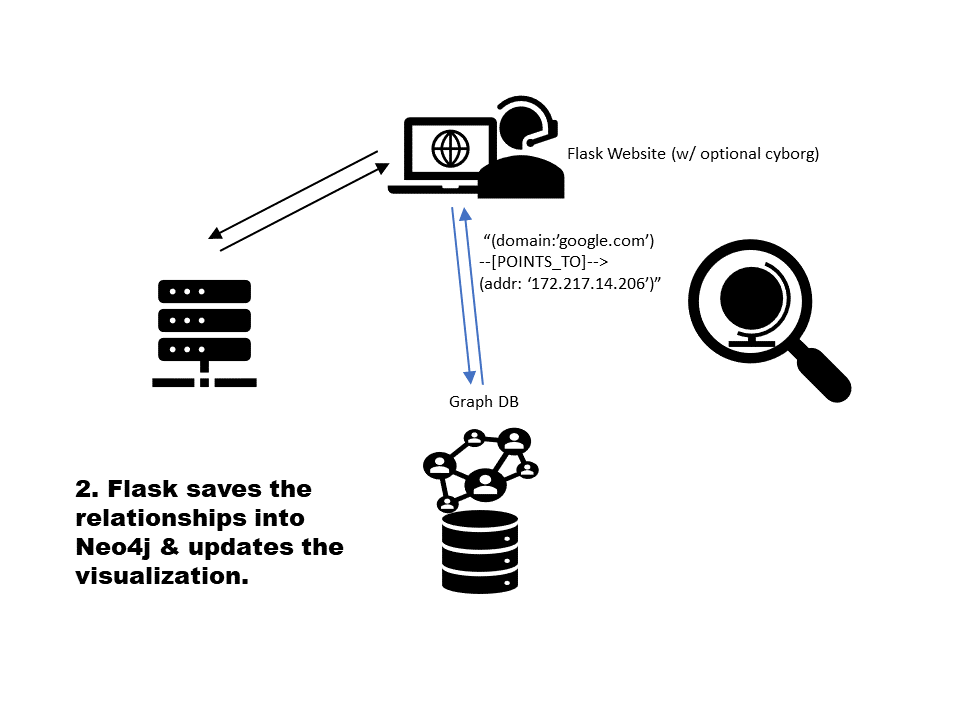 Flask Website (w/ optional cyborg)
“(domain:’google.com’)
--[POINTS_TO]-->
(addr: ‘172.217.14.206’)”
Graph DB
2. Flask saves the
relationships into
Neo4j & updates the
visualization.